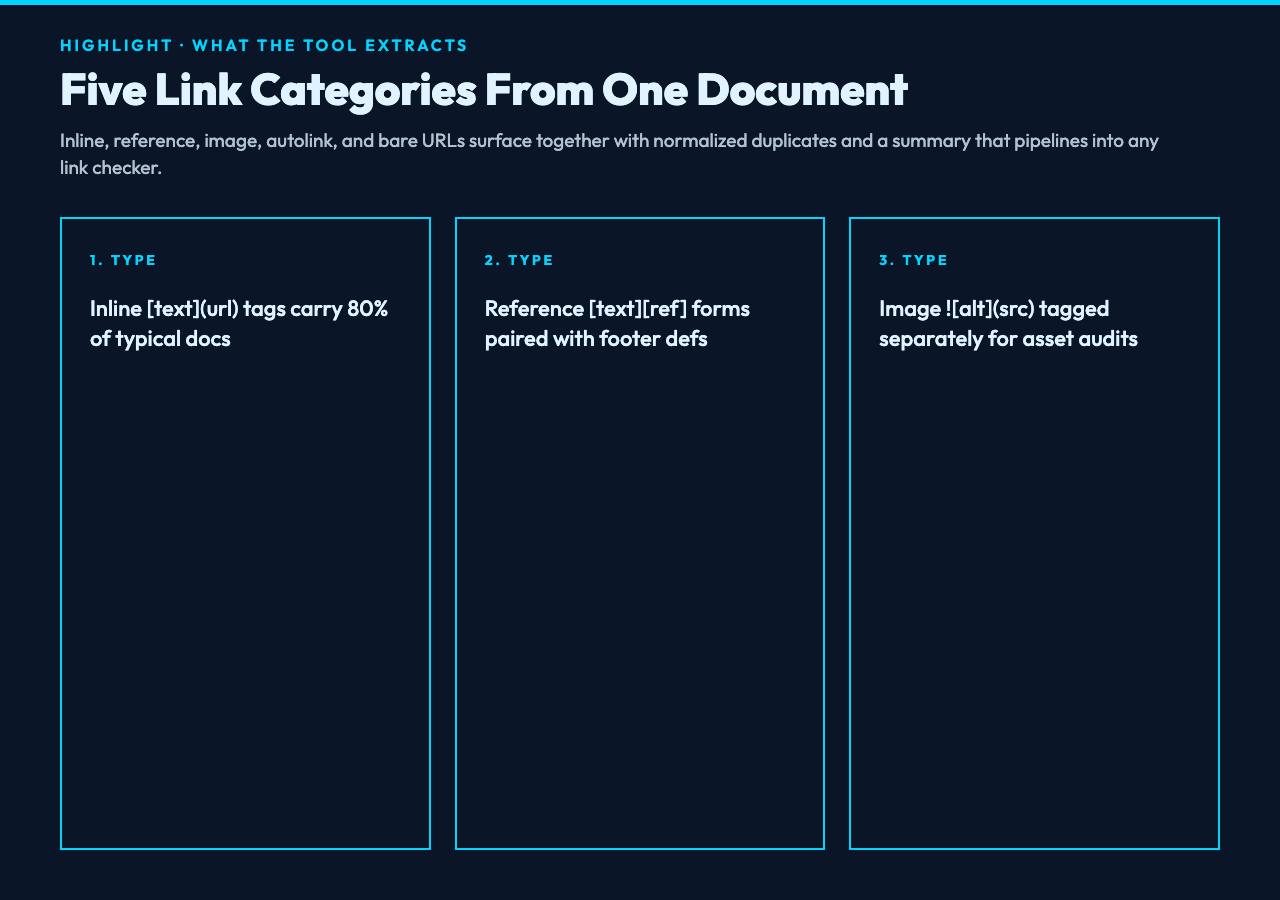 HIGHLIGHT · WHAT THE TOOL EXTRACTS
Five Link Categories From One Document
Inline, reference, image, autolink, and bare URLs surface together with normalized duplicates and a summary that pipelines into any
link checker.
1. TYPE
Inline [text](url) tags carry 80%
of typical docs
2. TYPE
Reference [text][ref] forms
paired with footer defs
3. TYPE
Image ![alt](src) tagged
separately for asset audits